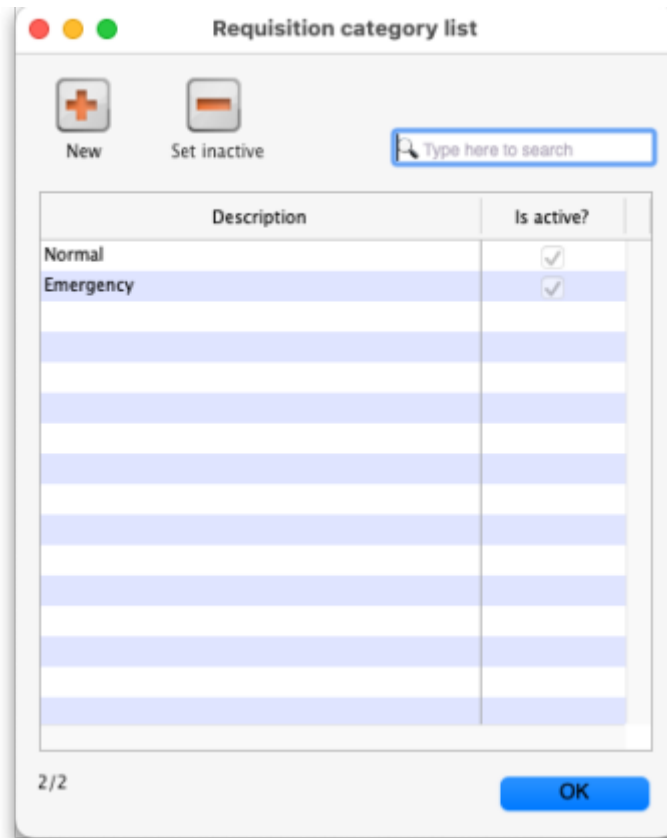 Requisition category list
New Set inactive
Type here to search
Description Is active?
Normal
Emergency
2/2
OK